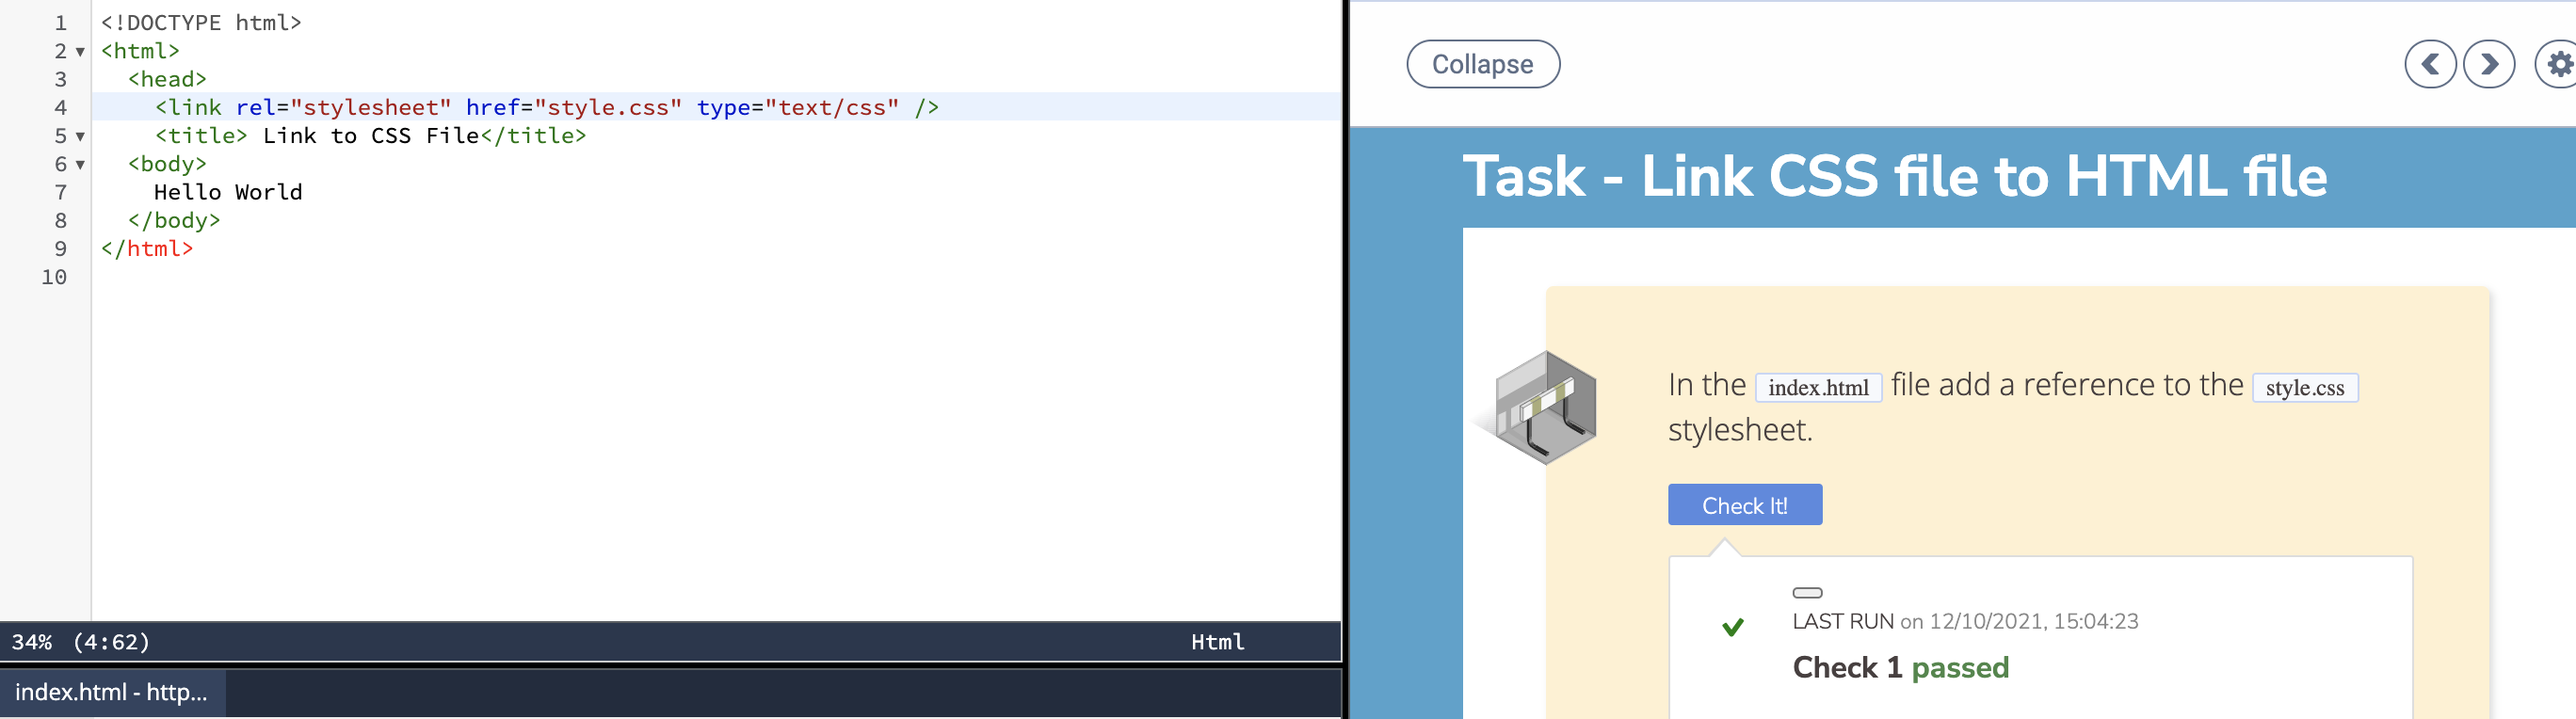 1 <!DOCTYPE html>
2 <html>
3 <head>
4 <link rel="stylesheet" href="style.css" type="text/css" />
5 <title> Link to CSS File</title>
6 <body>
7 Hello World
8 </body>
9 </html>
10
34% (4:62) Html
index.html - http...
Collapse
Task - Link CSS file to HTML file
In the index.html file add a reference to the style.css
stylesheet.
Check It!
LAST RUN on 12/10/2021, 15:04:23
Check 1 passed